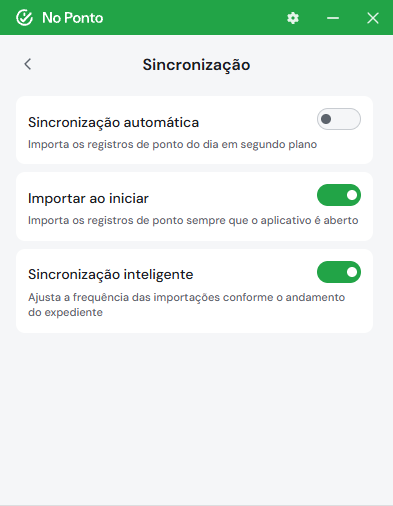 No Ponto
Sincronização
Sincronização automática
Importa os registros de ponto do dia em segundo plano
Importar ao iniciar
Importa os registros de ponto sempre que o aplicativo é aberto
Sincronização inteligente
Ajusta a frequência das importações conforme o andamento
do expediente